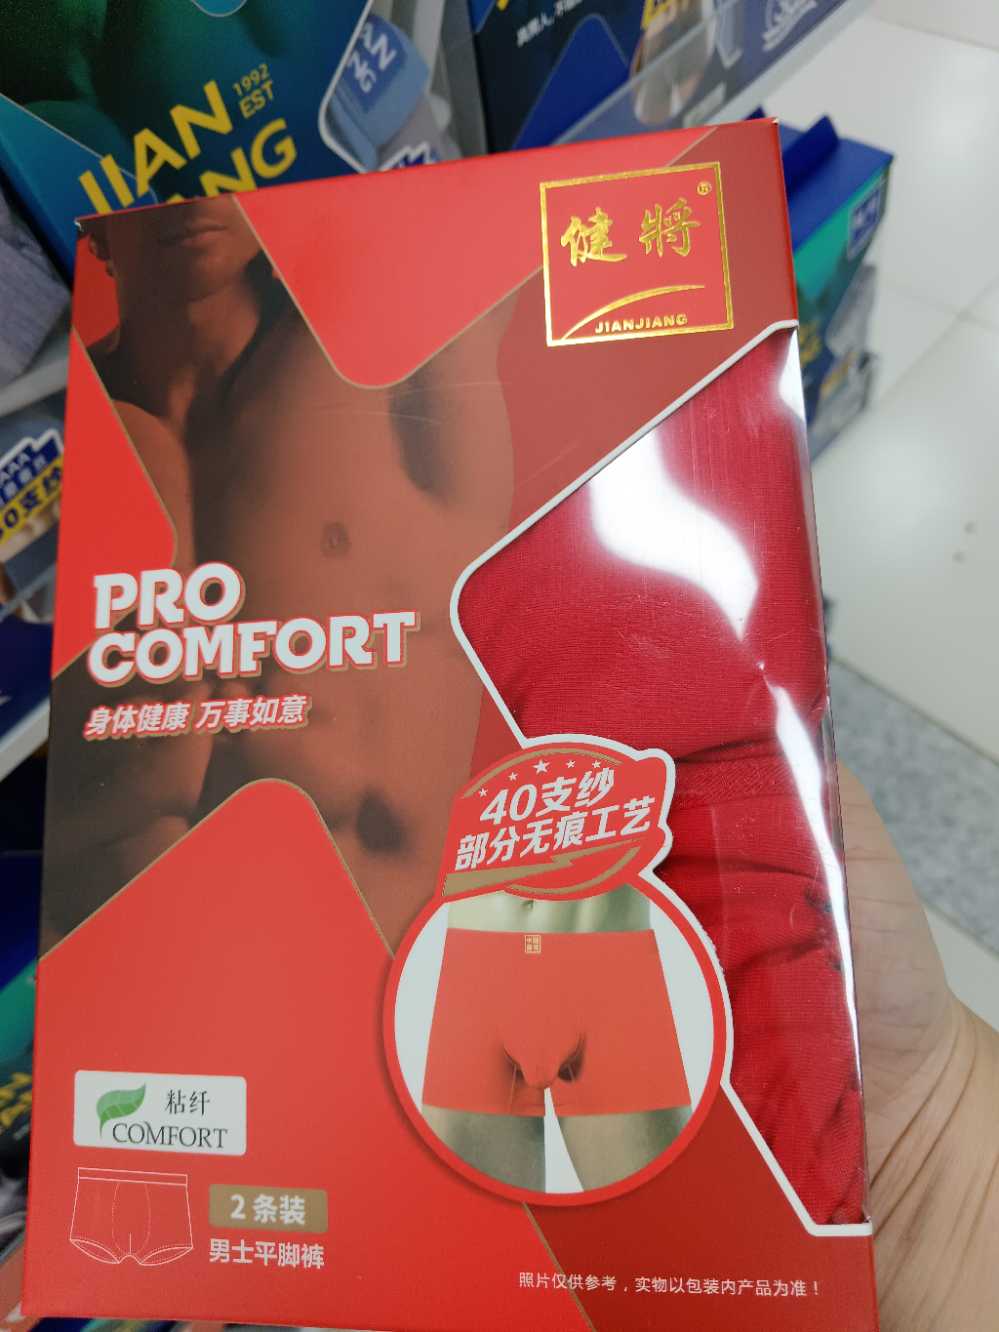 JIAN
1992
EST
健將
JIANJIANG
PRO
COMFORT
身体健康 万事如意
40支纱
部分无痕工艺
粘纤
COMFORT
2条装
男士平脚裤
照片仅供参考，实物以包装内产品为准！